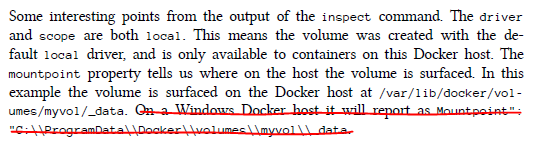 Some interesting points from the output of the inspect command. The driver
and scope are both local. This means the volume was created with the de-
fault local driver, and is only available to containers on this Docker host. The
mountpoint property tells us where on the host the volume is surfaced. In this
example the volume is surfaced on the Docker host at /var/lib/docker/vol-
umes/myvol/_data. On a Windows Docker host it will report as Mountpoint":
"C:\\ProgramData\\Docker\\volumes\\myvol\\_data.